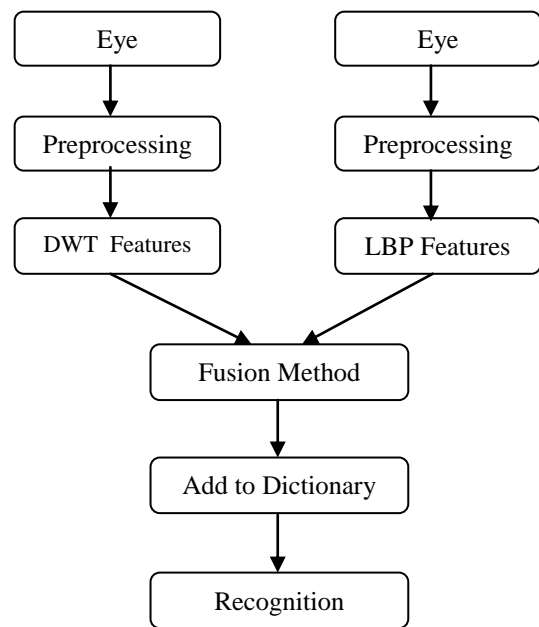 Eye
Eye
Preprocessing
Preprocessing
DWT Features
LBP Features
Fusion Method
Add to Dictionary
Recognition